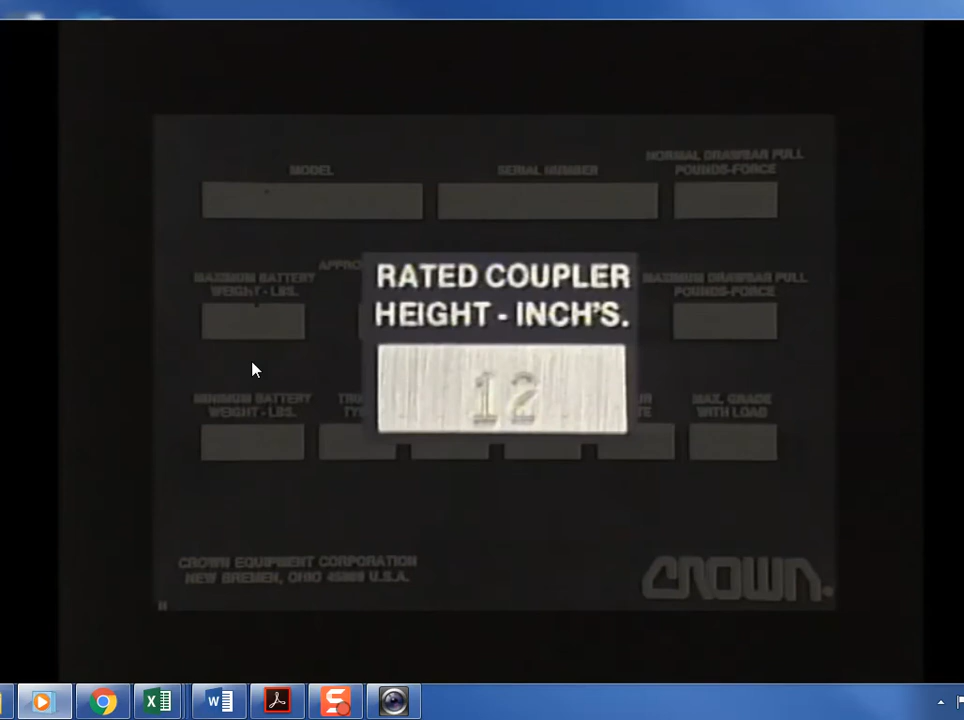 NORMAL DRAWBAR PULL
MODEL
SERIAL NUMBER
POUNDS-FORCE
MAXIMUM BATTERY
WEIGHT - LBS.
RATED COUPLER
HEIGHT - INCH'S.
12
MAXIMUM DRAWBAR PULL
POUNDS-FORCE
MINIMUM BATTERY
WEIGHT - LBS.
MAX. GRADE
WITH LOAD
CROWN EQUIPMENT CORPORATION
NEW BREMEN, OHIO 45869 U.S.A.
CROWN